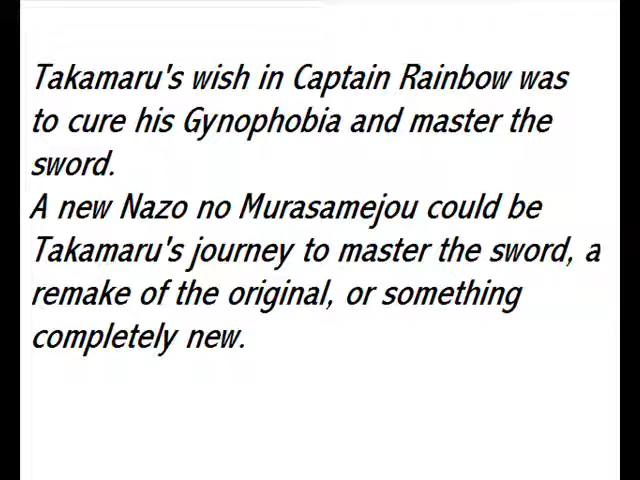 Takamaru's wish in Captain Rainbow was
to cure his Gynophobia and master the
sword.
A new Nazo no Murasamejou could be
Takamaru's journey to master the sword, a
remake of the original, or something
completely new.